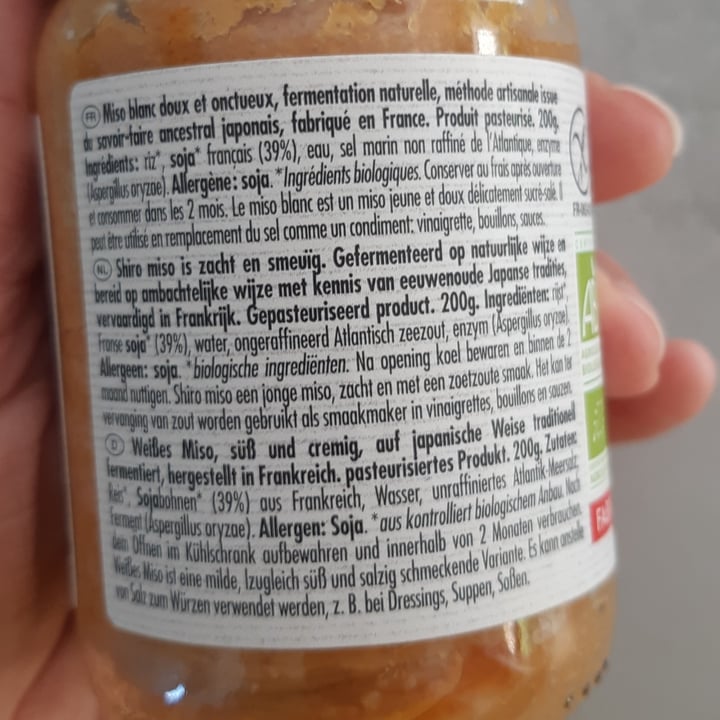 FR Miso blanc doux et onctueux, fermentation naturelle, méthode artisanale issue
du savoir-faire ancestral japonais, fabriqué en France. Produit pasteurisé. 200g.
Ingrédients: riz*, soja* français (39%), eau, sel marin non raffiné de l'Atlantique, enzyme
(Aspergillus oryzae). Allergène: soja. *Ingrédients biologiques. Conserver au frais après ouverture
et consommer dans les 2 mois. Le miso blanc est un miso jeune et doux délicatement sucré-salé. Il
peut être utilisé en remplacement du sel comme un condiment: vinaigrette, bouillons, sauces.
NL Shiro miso is zacht en smeuïg. Gefermenteerd op natuurlijke wijze en
bereid op ambachtelijke wijze met kennis van eeuwenoude Japanse tradities,
vervaardigd in Frankrijk. Gepasteuriseerd product. 200g. Ingrediënten: rijst*,
Franse soja* (39%), water, ongeraffineerd Atlantisch zeezout, enzym (Aspergillus oryzae).
Allergeen: soja. *biologische ingrediënten. Na opening koel bewaren en binnen de 2
maand nuttigen. Shiro miso een jonge miso, zacht en met een zoetzoute smaak. Het kan ter
vervanging van zout worden gebruikt als smaakmaker in vinaigrettes, bouillons en sauzen.
D Weißes Miso, süß und cremig, auf japanische Weise traditionell
fermentiert, hergestellt in Frankreich. pasteurisiertes Produkt. 200g. Zutaten:
Reis*, Sojabohnen* (39%) aus Frankreich, Wasser, unraffiniertes Atlantik-Meersalz,
Ferment (Aspergillus oryzae). Allergen: Soja. *aus kontrolliert biologischem Anbau. Nach
dem Öffnen im Kühlschrank aufbewahren und innerhalb von 2 Monaten verbrauchen.
Weißes Miso ist eine milde, lzugleich süß und salzig schmeckende Variante. Es kann anstelle
von Salz zum Würzen verwendet werden, z. B. bei Dressings, Suppen, Soßen.